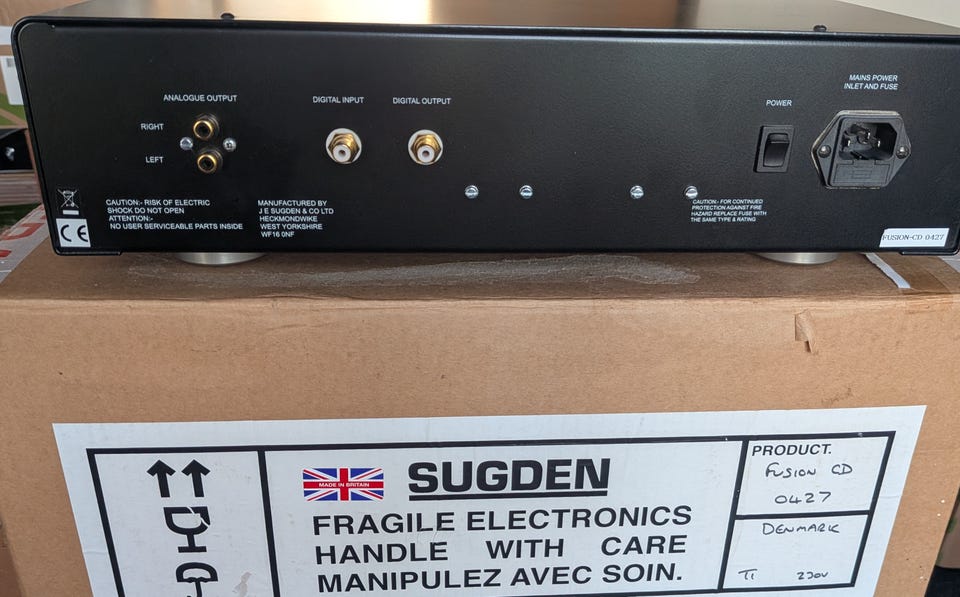 ANALOGUE OUTPUT
RIGHT
LEFT
DIGITAL INPUT
DIGITAL OUTPUT
POWER
MAINS POWER
INLET AND FUSE
CAUTION:- RISK OF ELECTRIC
SHOCK DO NOT OPEN
ATTENTION:-
NO USER SERVICEABLE PARTS INSIDE
MANUFACTURED BY
J E SUGDEN & CO LTD
HECKMONDWIKE
WEST YORKSHIRE
WF16 0NF
CAUTION:- FOR CONTINUED
PROTECTION AGAINST FIRE
HAZARD REPLACE FUSE WITH
THE SAME TYPE & RATING
CE
FUSION-CD 0427
MADE IN BRITAIN
SUGDEN
FRAGILE ELECTRONICS
HANDLE WITH CARE
MANIPULEZ AVEC SOIN.
PRODUCT.
FUSION CD
0427
DENMARK
230V